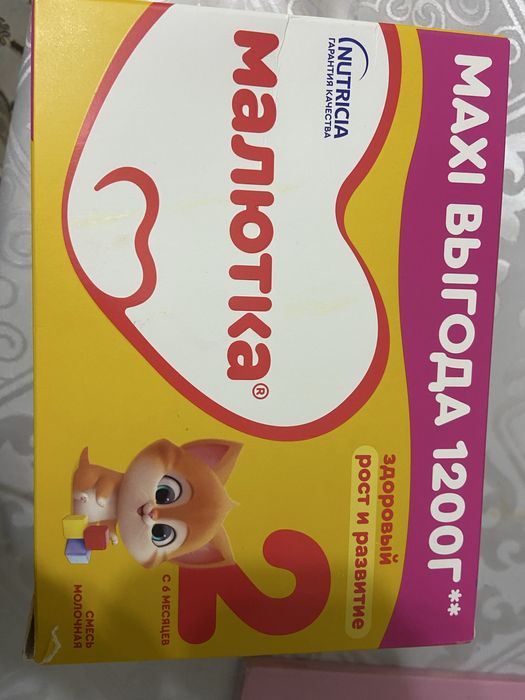 MAXI ВЫГОДА 1200Г**
NUTRICIA
ГАРАНТИЯ КАЧЕСТВА
малютка®
здоровый
рост и развитие
2
С 6 МЕСЯЦЕВ
СМЕСЬ
МОЛОЧНАЯ